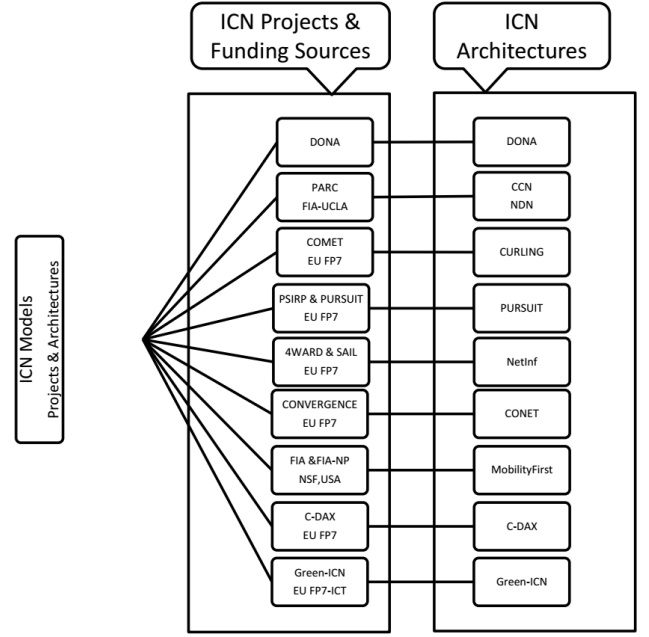 ICN Projects &
Funding Sources
ICN
Architectures
ICN Models
Projects & Architectures
DONA
DONA
PARC
FIA-UCLA
CCN
NDN
COMET
EU FP7
CURLING
PSIRP & PURSUIT
EU FP7
PURSUIT
4WARD & SAIL
EU FP7
NetInf
CONVERGENCE
EU FP7
CONET
FIA &FIA-NP
NSF,USA
MobilityFirst
C-DAX
EU FP7
C-DAX
Green-ICN
EU FP7-ICT
Green-ICN